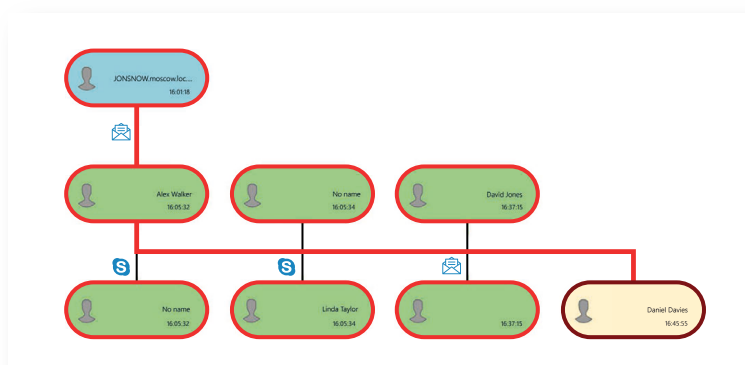 JONSNOW.moscow.loc...
16:01:18
Alex Walker
16:05:32
No name
16:05:34
David Jones
16:37:15
S
S
No name
16:05:32
Linda Taylor
16:05:34
16:37:15
Daniel Davies
16:45:55